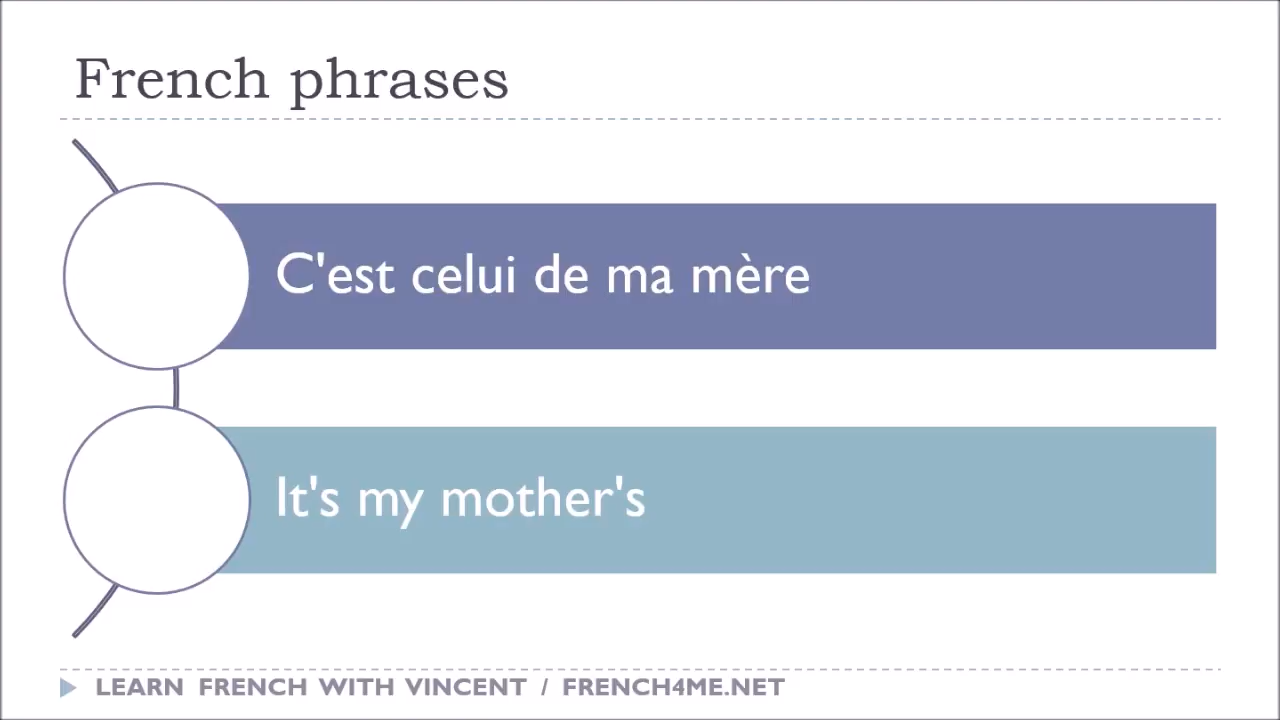 French phrases
C'est celui de ma mère
It's my mother's
LEARN FRENCH WITH VINCENT / FRENCH4ME.NET